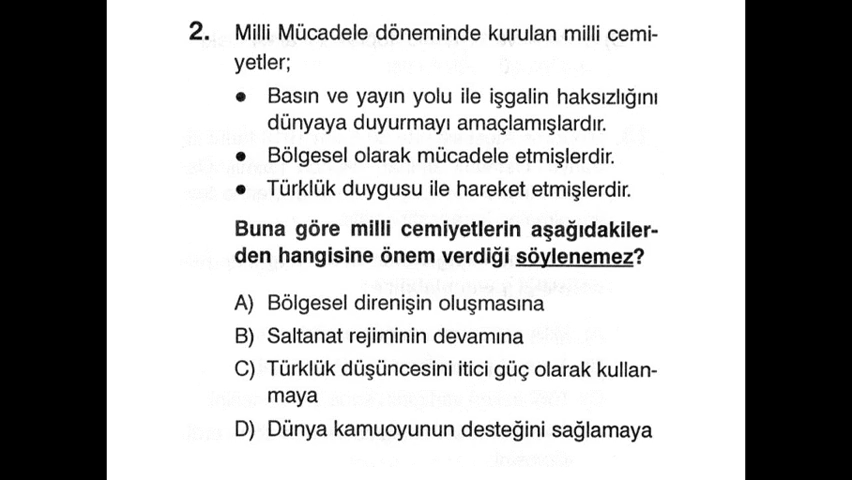 2. Milli Mücadele döneminde kurulan milli cemi-
yetler;
● Basın ve yayın yolu ile işgalin haksızlığını
dünyaya duyurmayı amaçlamışlardır.
● Bölgesel olarak mücadele etmişlerdir.
● Türklük duygusu ile hareket etmişlerdir.
Buna göre milli cemiyetlerin aşağıdakiler-
den hangisine önem verdiği söylenemez?
A) Bölgesel direnişin oluşmasına
B) Saltanat rejiminin devamına
C) Türklük düşüncesini itici güç olarak kullan-
maya
D) Dünya kamuoyunun desteğini sağlamaya